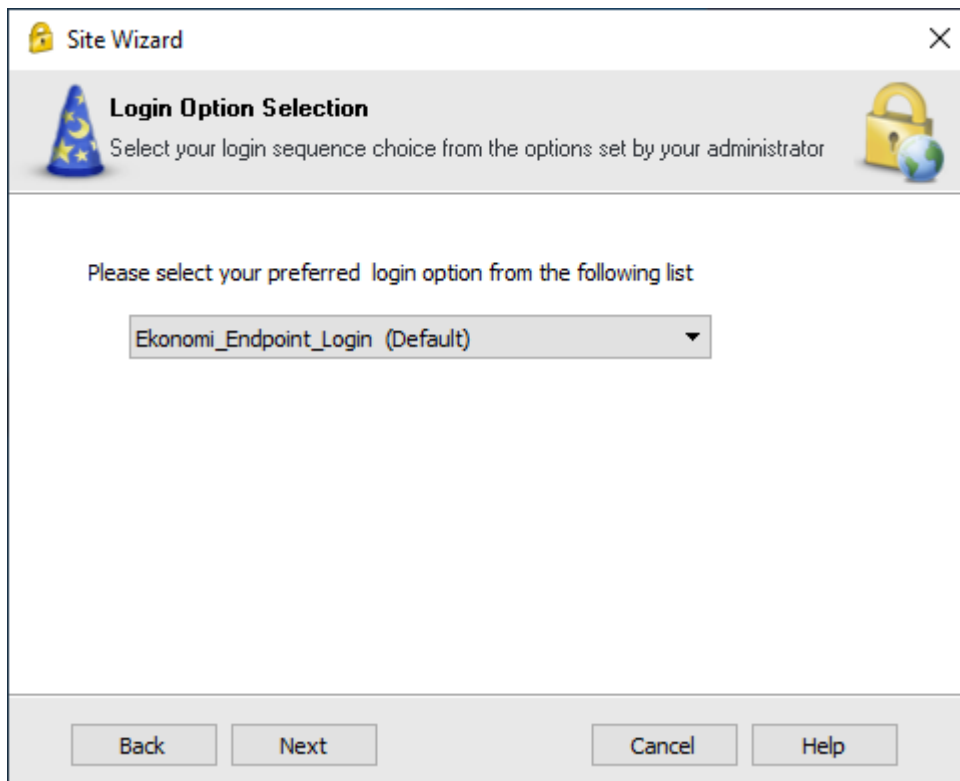 Site Wizard
Login Option Selection
Select your login sequence choice from the options set by your administrator
Please select your preferred  login option from the following list
Ekonomi_Endpoint_Login  (Default)
Back
Next
Cancel
Help